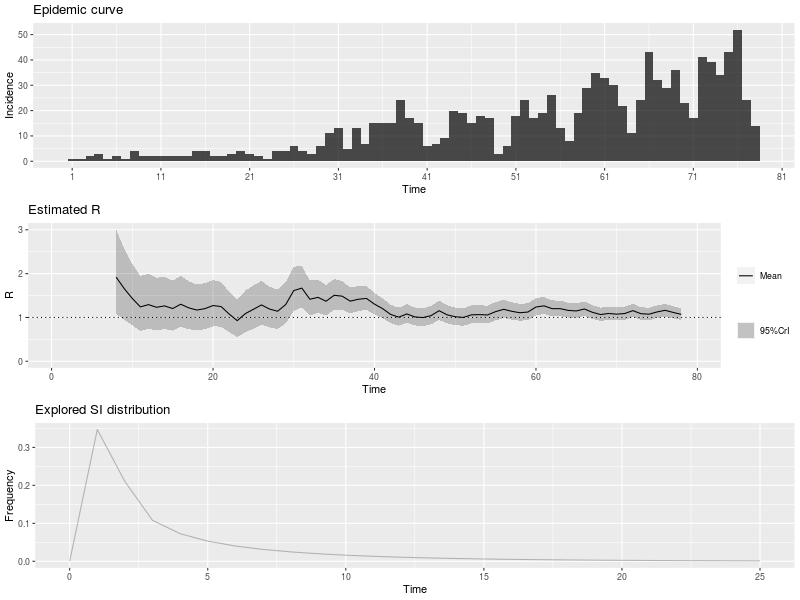 Epidemic curve
50
40
30
20
10
0
Incidence
1 11 21 31 41 51 61 71 81
Time
Estimated R
3
2
1
0
R
0 20 40 60 80
Time
Mean
95%CrI
Explored SI distribution
0.3
0.2
0.1
0.0
Frequency
0 5 10 15 20 25
Time